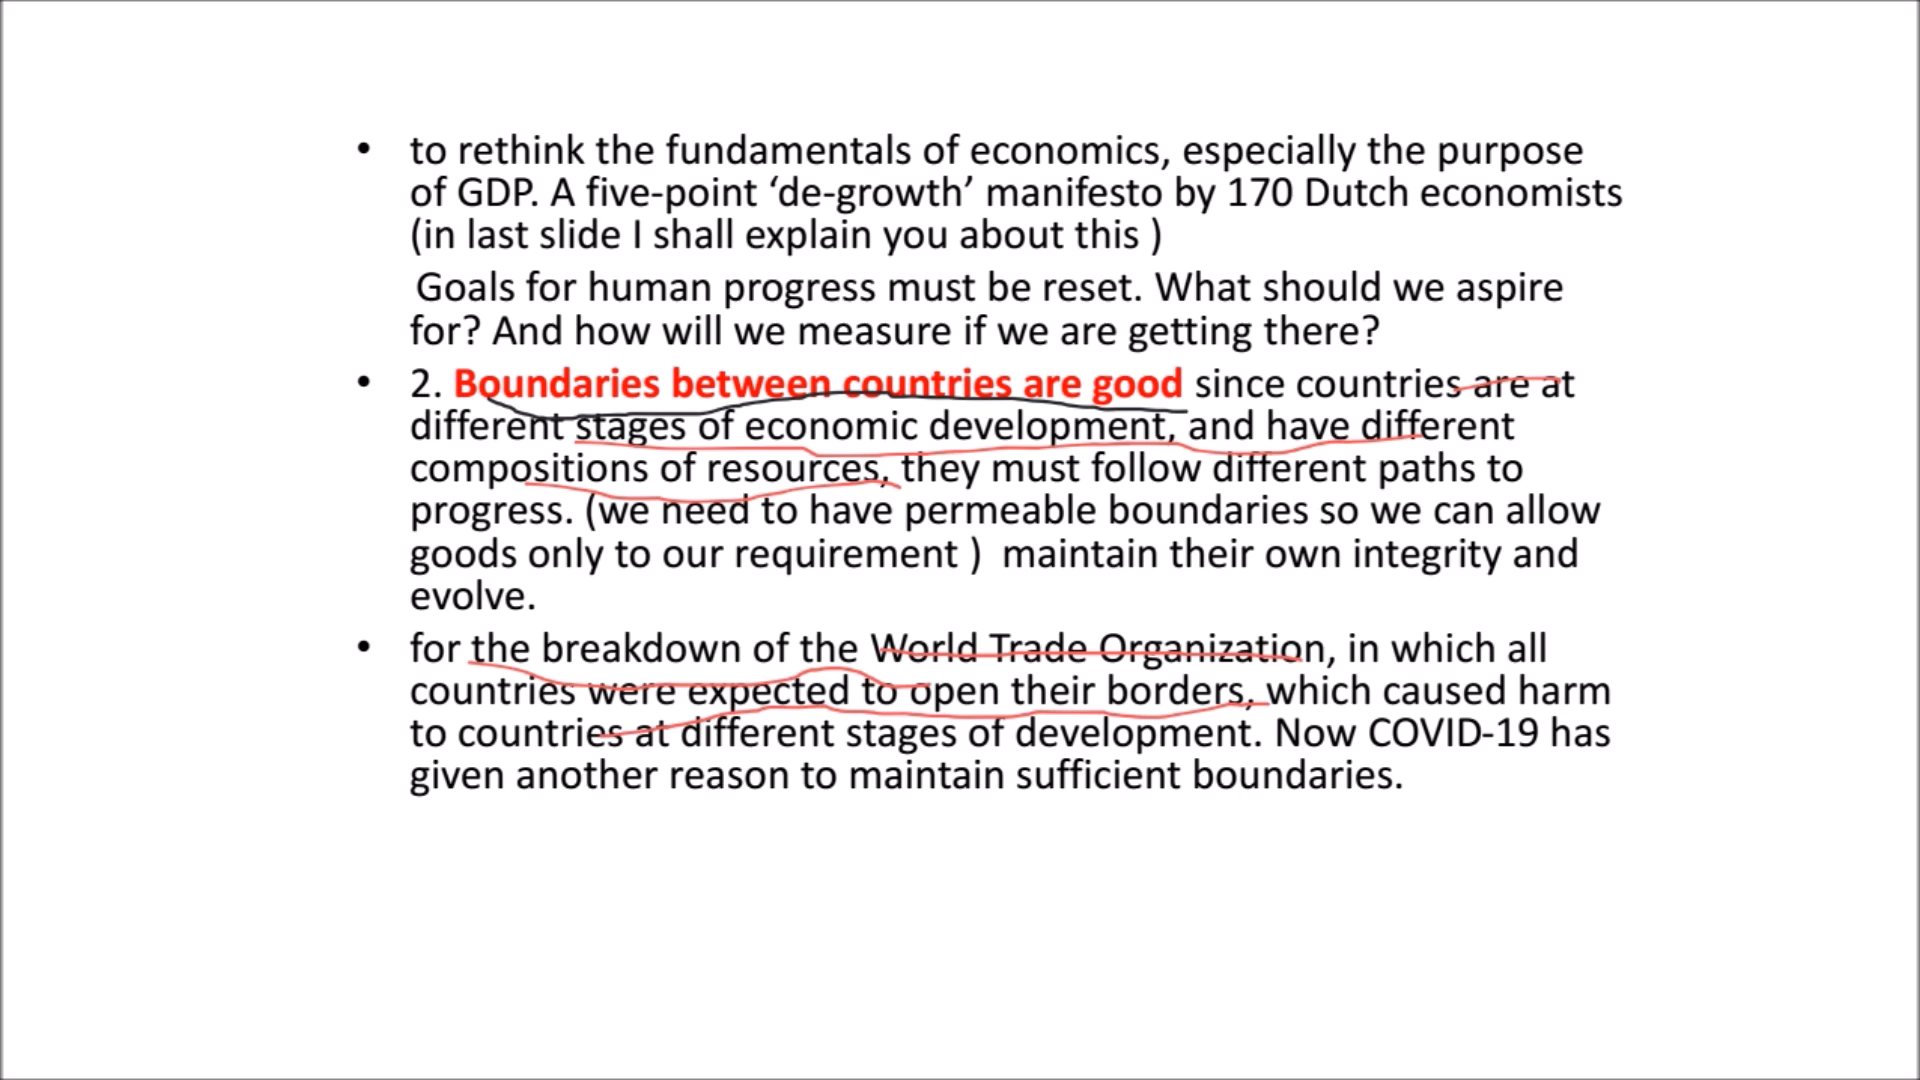 • to rethink the fundamentals of economics, especially the purpose
of GDP. A five-point ‘de-growth’ manifesto by 170 Dutch economists
(in last slide I shall explain you about this )
Goals for human progress must be reset. What should we aspire
for? And how will we measure if we are getting there?
• 2. Boundaries between countries are good since countries are at
different stages of economic development, and have different
compositions of resources, they must follow different paths to
progress. (we need to have permeable boundaries so we can allow
goods only to our requirement ) maintain their own integrity and
evolve.
• for the breakdown of the World Trade Organization, in which all
countries were expected to open their borders, which caused harm
to countries at different stages of development. Now COVID-19 has
given another reason to maintain sufficient boundaries.